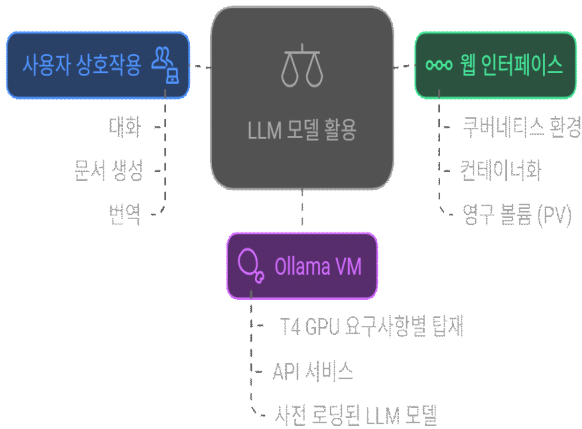 사용자 상호작용
대화
문서 생성
번역
LLM 모델 활용
웹 인터페이스
쿠버네티스 환경
컨테이너화
영구 볼륨 (PV)
Ollama VM
T4 GPU 요구사항별 탑재
API 서비스
사전 로딩된 LLM 모델